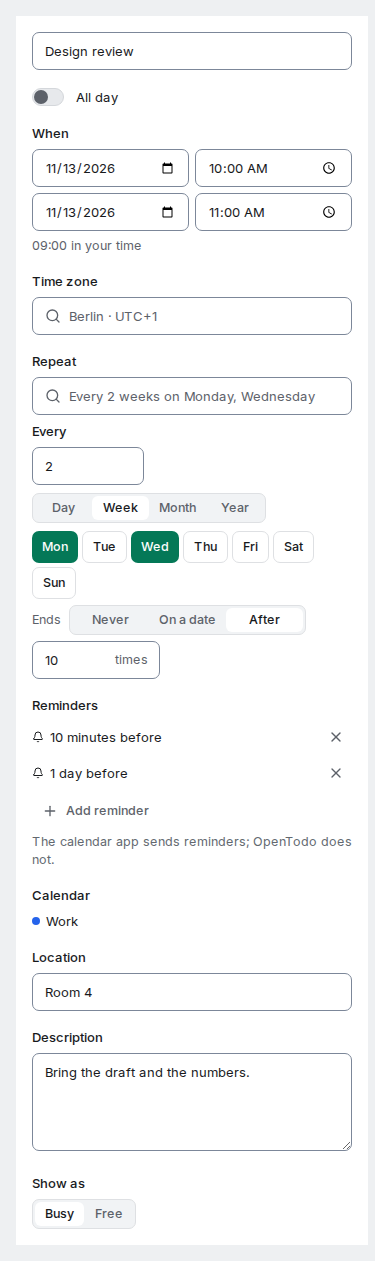 Design review
All day
When
11/13/2026
10:00 AM
11/13/2026
11:00 AM
09:00 in your time
Time zone
Berlin · UTC+1
Repeat
Every 2 weeks on Monday, Wednesday
Every
2
Day Week Month Year
Mon Tue Wed Thu Fri Sat
Sun
Ends Never On a date After
10 times
Reminders
10 minutes before
1 day before
Add reminder
The calendar app sends reminders; OpenTodo does
not.
Calendar
Work
Location
Room 4
Description
Bring the draft and the numbers.
Show as
Busy Free